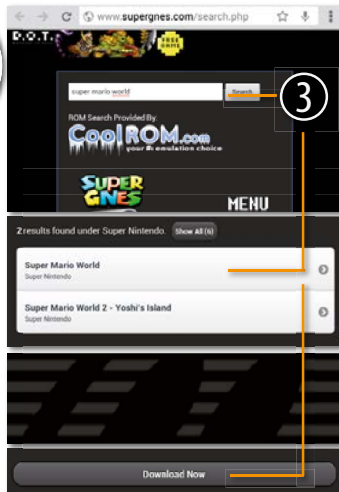 www.supergnes.com/search.php
D.O.T.
FREE
GAME
super mario world
Search
3
ROM Search Provided By:
CoolROM.com
your #1 emulation choice
SUPER
GNES
MENU
2 results found under Super Nintendo. Show All (6)
Super Mario World
Super Nintendo
Super Mario World 2 - Yoshi's Island
Super Nintendo
Download Now